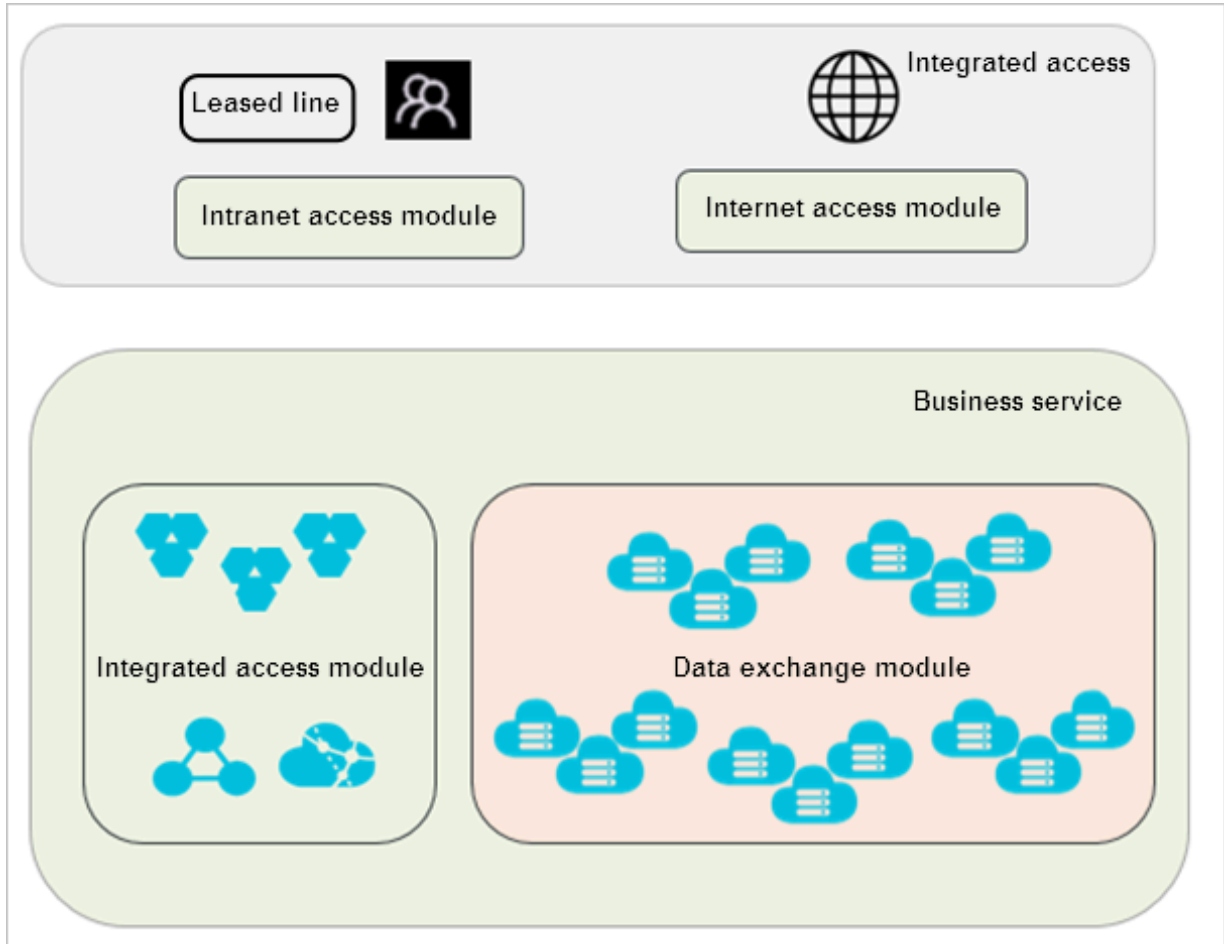 Integrated access
Leased line
Intranet access module
Internet access module
Business service
Integrated access module
Data exchange module